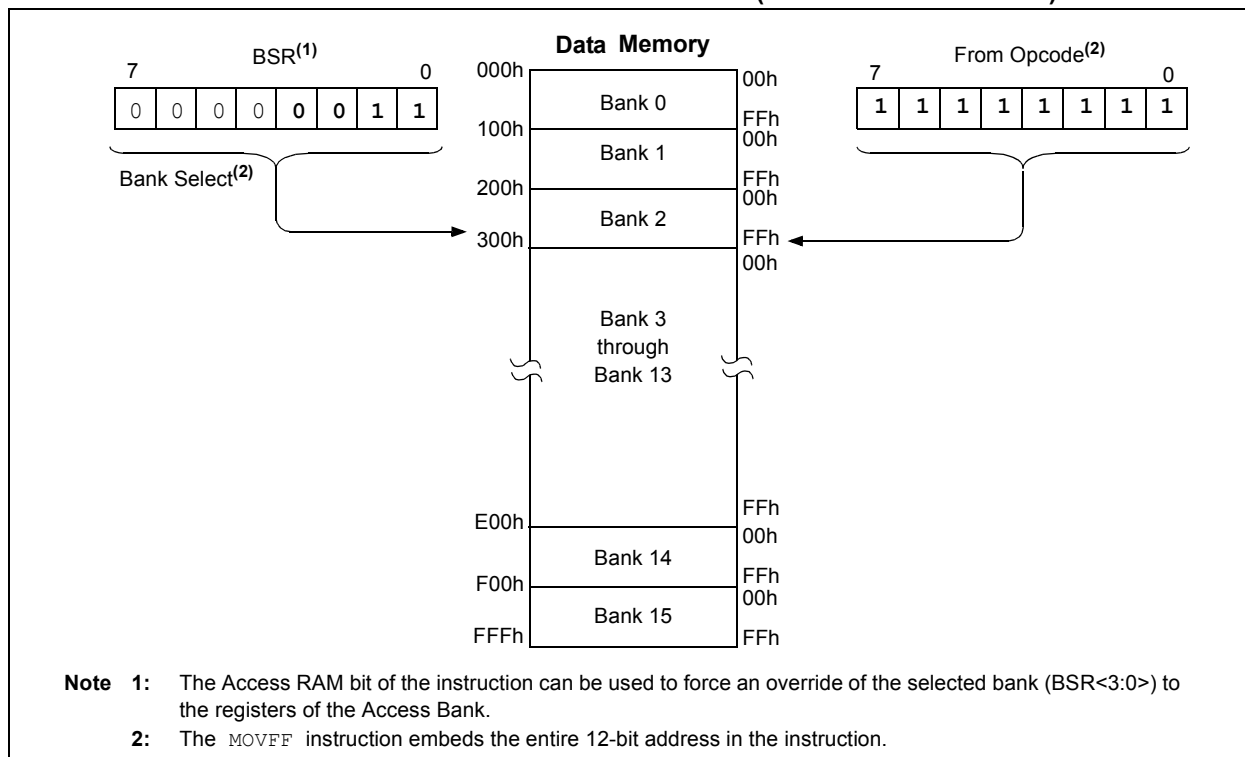 BSR(1)
7 0
0 0 0 0 0 0 1 1
Bank Select(2)
Data Memory
000h
00h
Bank 0
FFh
100h
00h
Bank 1
FFh
200h
00h
Bank 2
FFh
300h
00h
Bank 3
through
Bank 13
FFh
E00h
00h
Bank 14
FFh
F00h
00h
Bank 15
FFFh
FFh
From Opcode(2)
7 0
1 1 1 1 1 1 1 1
Note 1: The Access RAM bit of the instruction can be used to force an override of the selected bank (BSR<3:0>) to
the registers of the Access Bank.
2: The MOVFF instruction embeds the entire 12-bit address in the instruction.